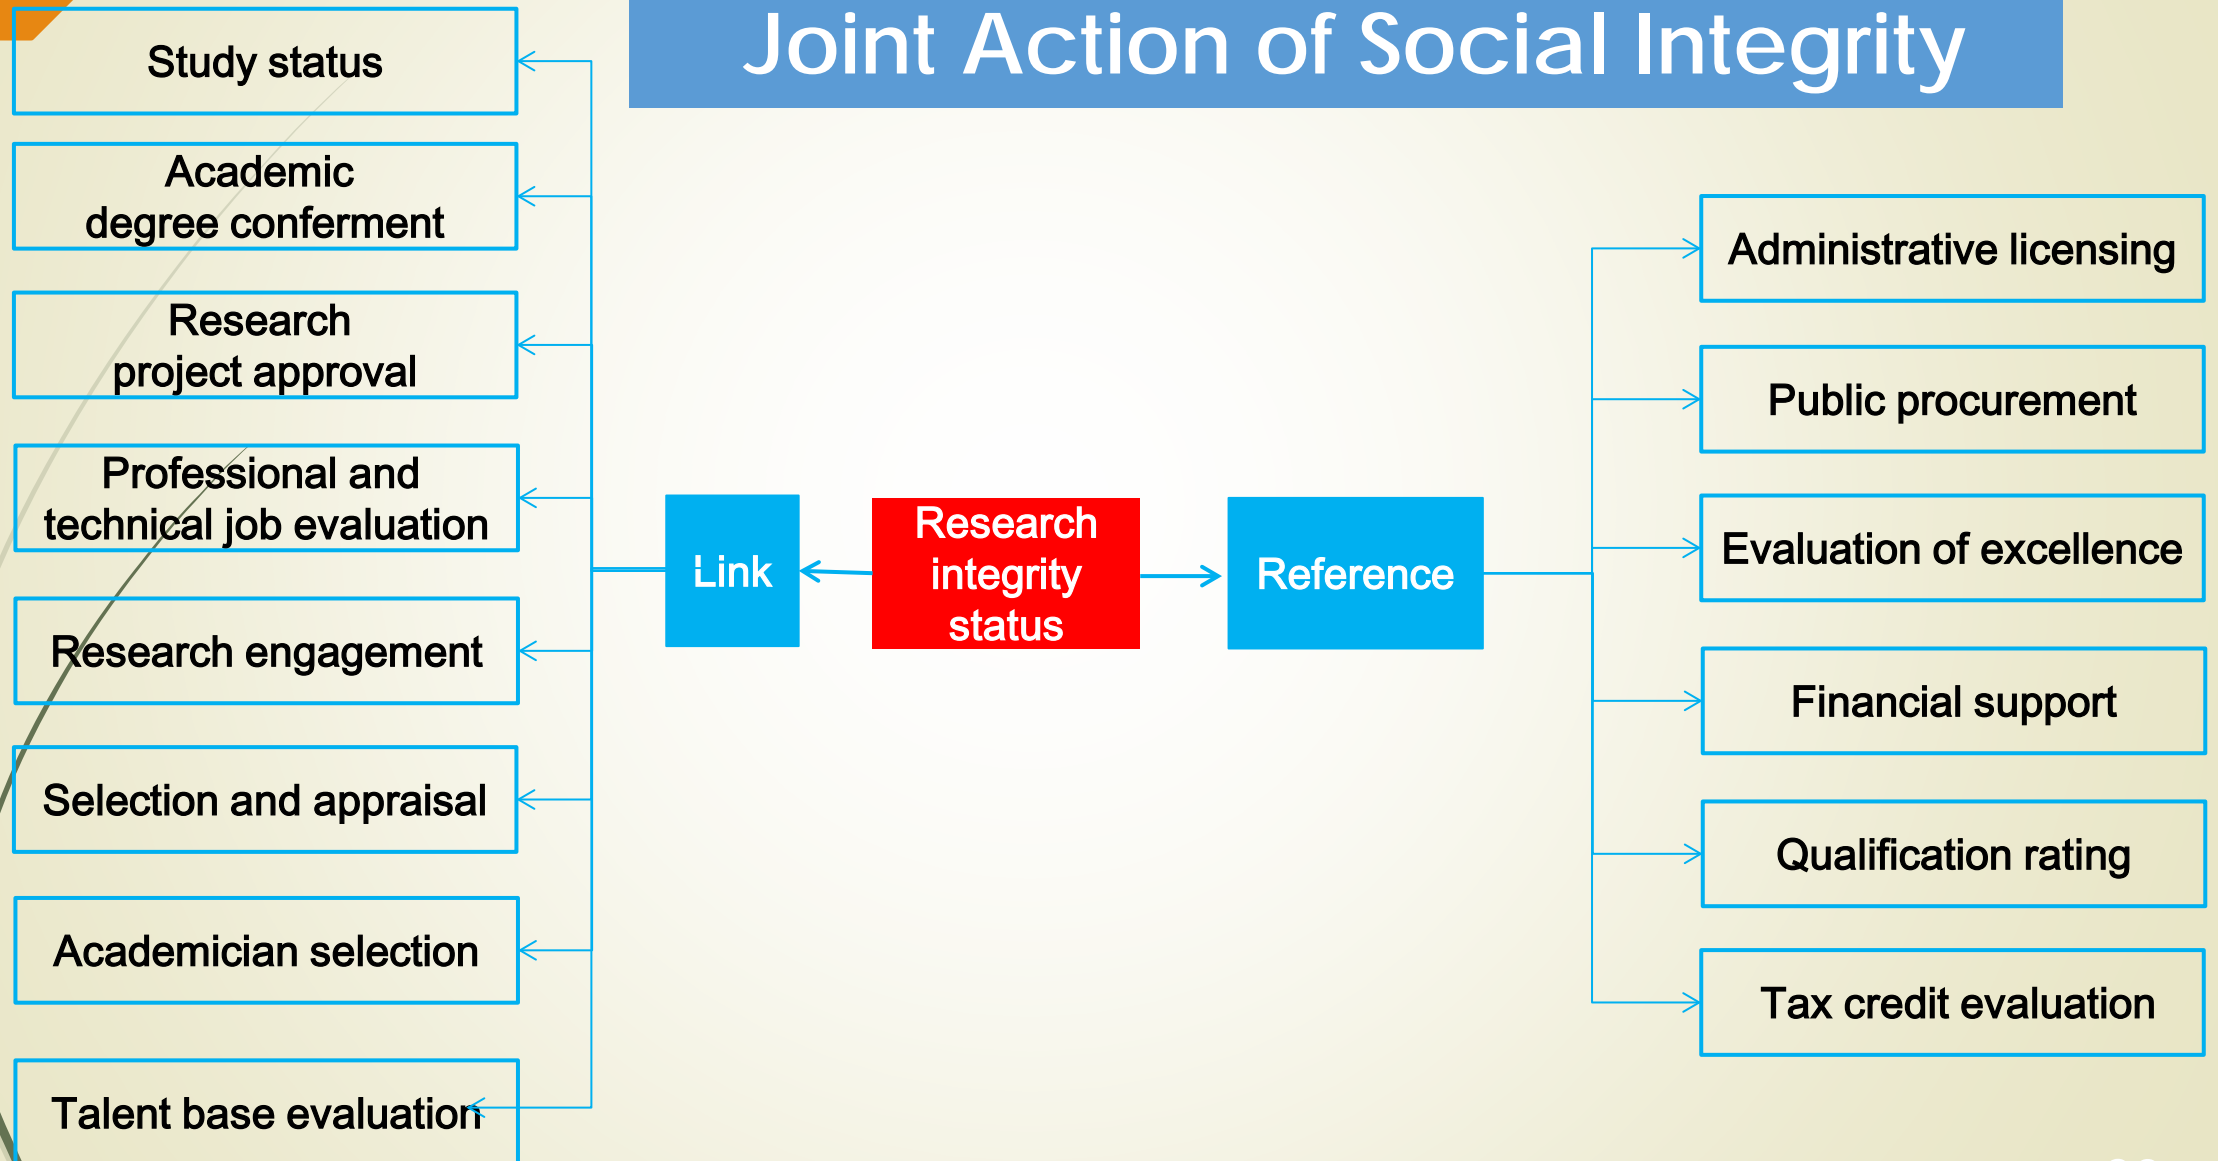 Joint Action of Social Integrity
Study status
Academic
degree conferment
Research
project approval
Professional and
technical job evaluation
Research engagement
Selection and appraisal
Academician selection
Talent base evaluation
Link
Research
integrity
status
Reference
Administrative licensing
Public procurement
Evaluation of excellence
Financial support
Qualification rating
Tax credit evaluation